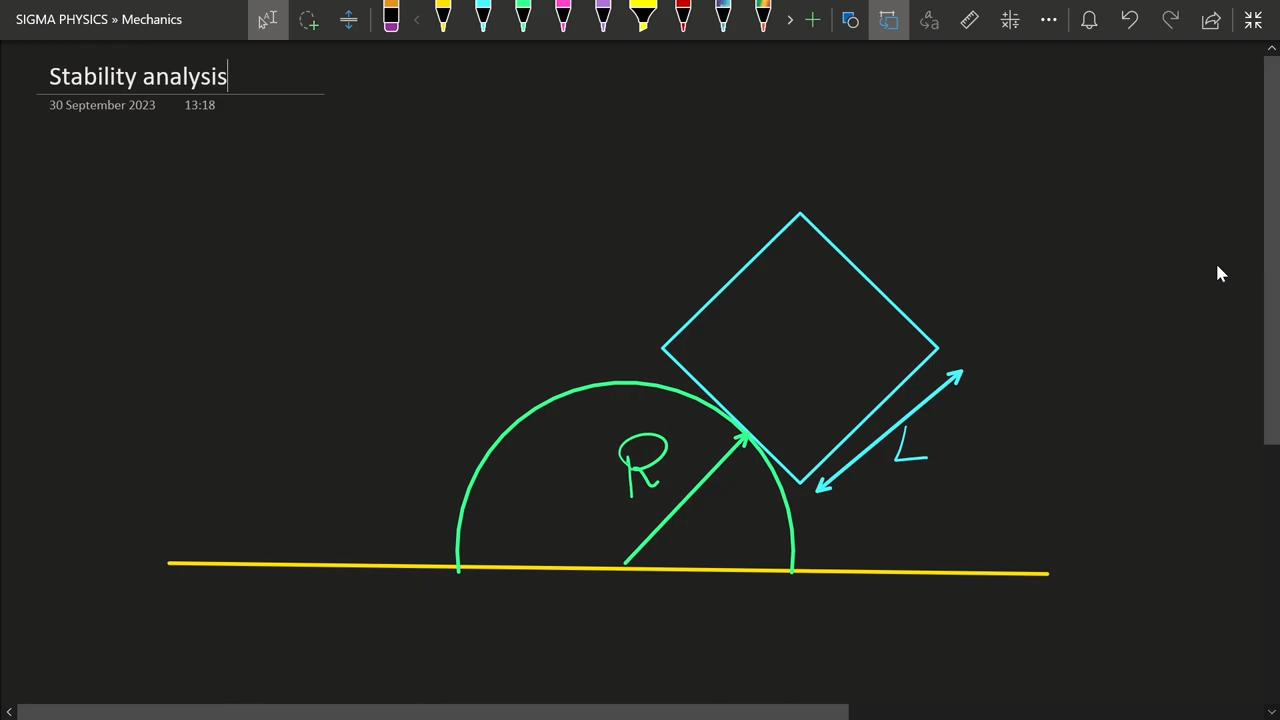 SIGMA PHYSICS » Mechanics
Stability analysis
30 September 2023 13:18
R
L